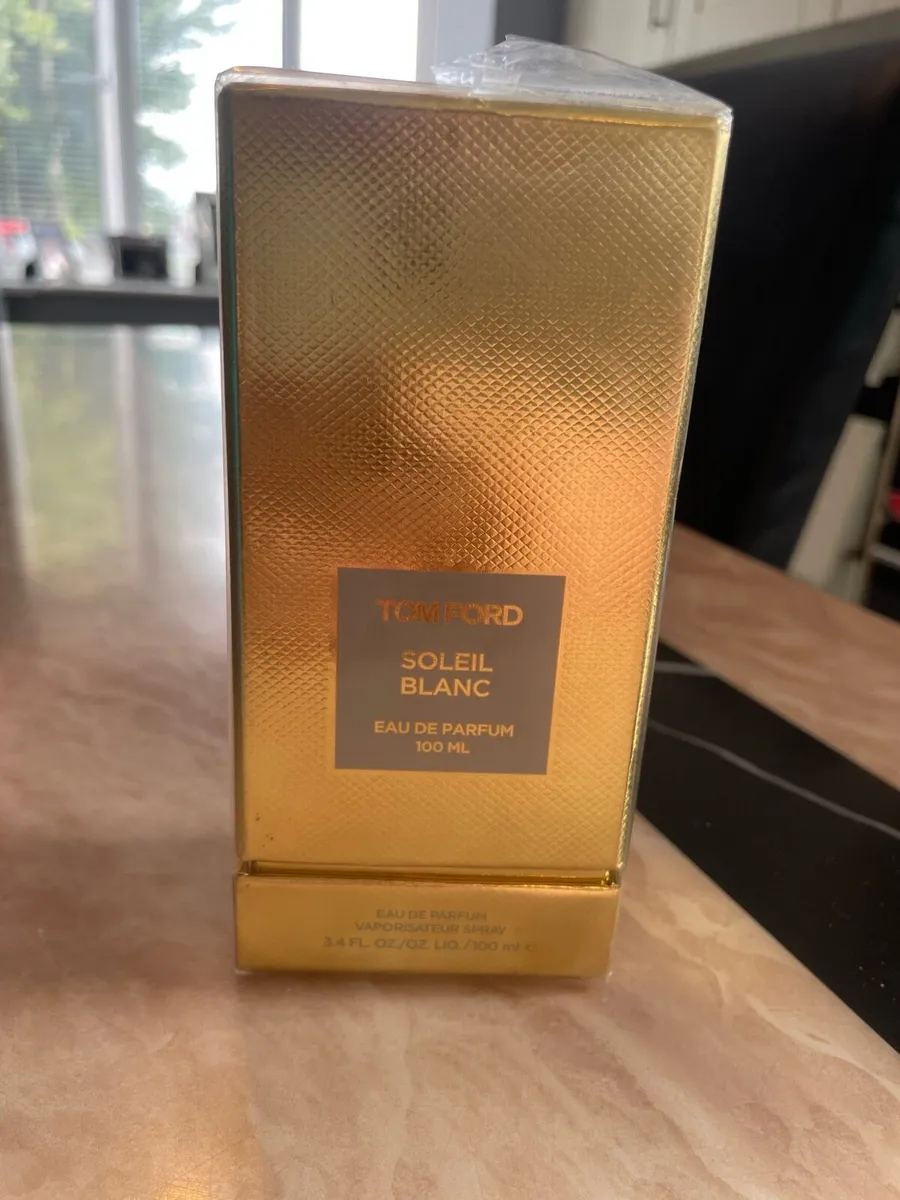 TOM FORD
SOLEIL
BLANC
EAU DE PARFUM
100 ML
EAU DE PARFUM
VAPORISATEUR SPRAY
3.4 FL. OZ./OZ. LIQ. / 100 ml e